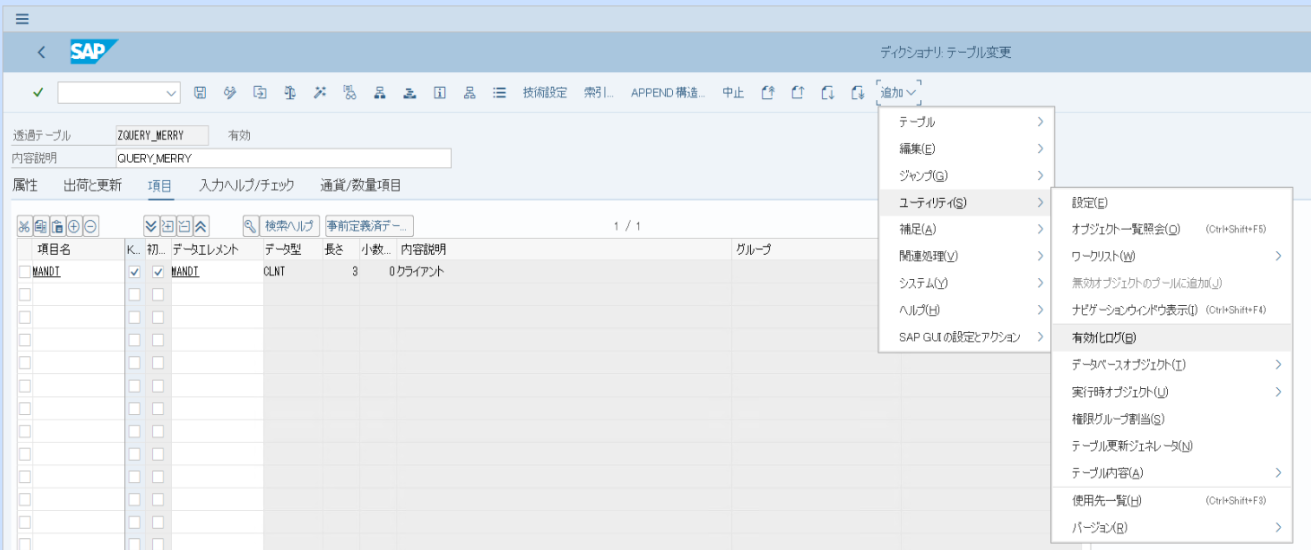 SAP
ディクショナリ: テーブル変更
技術設定 索引... APPEND 構造... 中止 追加
透過テーブル ZQUERY_MERRY 有効
内容説明 QUERY_MERRY
属性 出荷と更新 項目 入力ヘルプ/チェック 通貨/数量項目
検索ヘルプ 事前定義済デー... 1 / 1
項目名 K... 初... データエレメント データ型 長さ 小数... 内容説明 グループ
MANDT MANDT CLNT 3 0 クライアント
テーブル
編集(E)
ジャンプ(G)
ユーティリティ(S)
補足(A)
関連処理(V)
システム(Y)
ヘルプ(H)
SAP GUI の設定とアクション
設定(E)
オブジェクト一覧照会(O) (Ctrl+Shift+F5)
ワークリスト(W)
無効オブジェクトのプールに追加(J)
ナビゲーションウィンドウ表示(I) (Ctrl+Shift+F4)
有効化ログ(B)
データベースオブジェクト(T)
実行時オブジェクト(U)
権限グループ割当(S)
テーブル更新ジェネレータ(N)
テーブル内容(A)
使用先一覧(H) (Ctrl+Shift+F3)
バージョン(R)